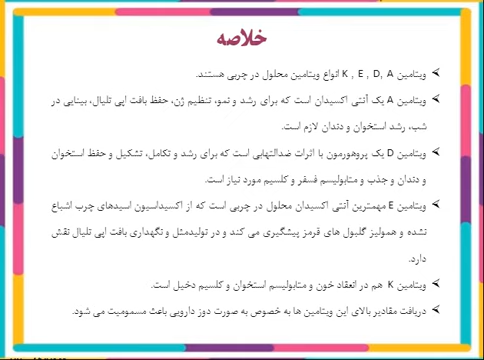 خلاصه
ویتامین K , E , D, A انواع ویتامین محلول در چربی هستند.
ویتامین A یک آنتی اکسیدان است که برای رشد و نمو، تنظیم ژن، حفظ بافت اپی تلیال، بینایی در
شب، رشد استخوان و دندان لازم است.
ویتامین D یک پروهورمون با اثرات ضدالتهابی است که برای رشد و تکامل، تشکیل و حفظ استخوان
و دندان و جذب و متابولیسم فسفر و کلسیم مورد نیاز است.
ویتامین E مهمترین آنتی اکسیدان محلول در چربی است که از اکسیداسیون اسیدهای چرب اشباع
نشده و همولیز گلبول های قرمز پیشگیری می کند و در تولیدمثل و نگهداری بافت اپی تلیال نقش
دارد.
ویتامین K هم در انعقاد خون و متابولیسم استخوان و کلسیم دخیل است.
دریافت مقادیر بالای این ویتامین ها به خصوص به صورت دوز دارویی باعث مسمومیت می شود.